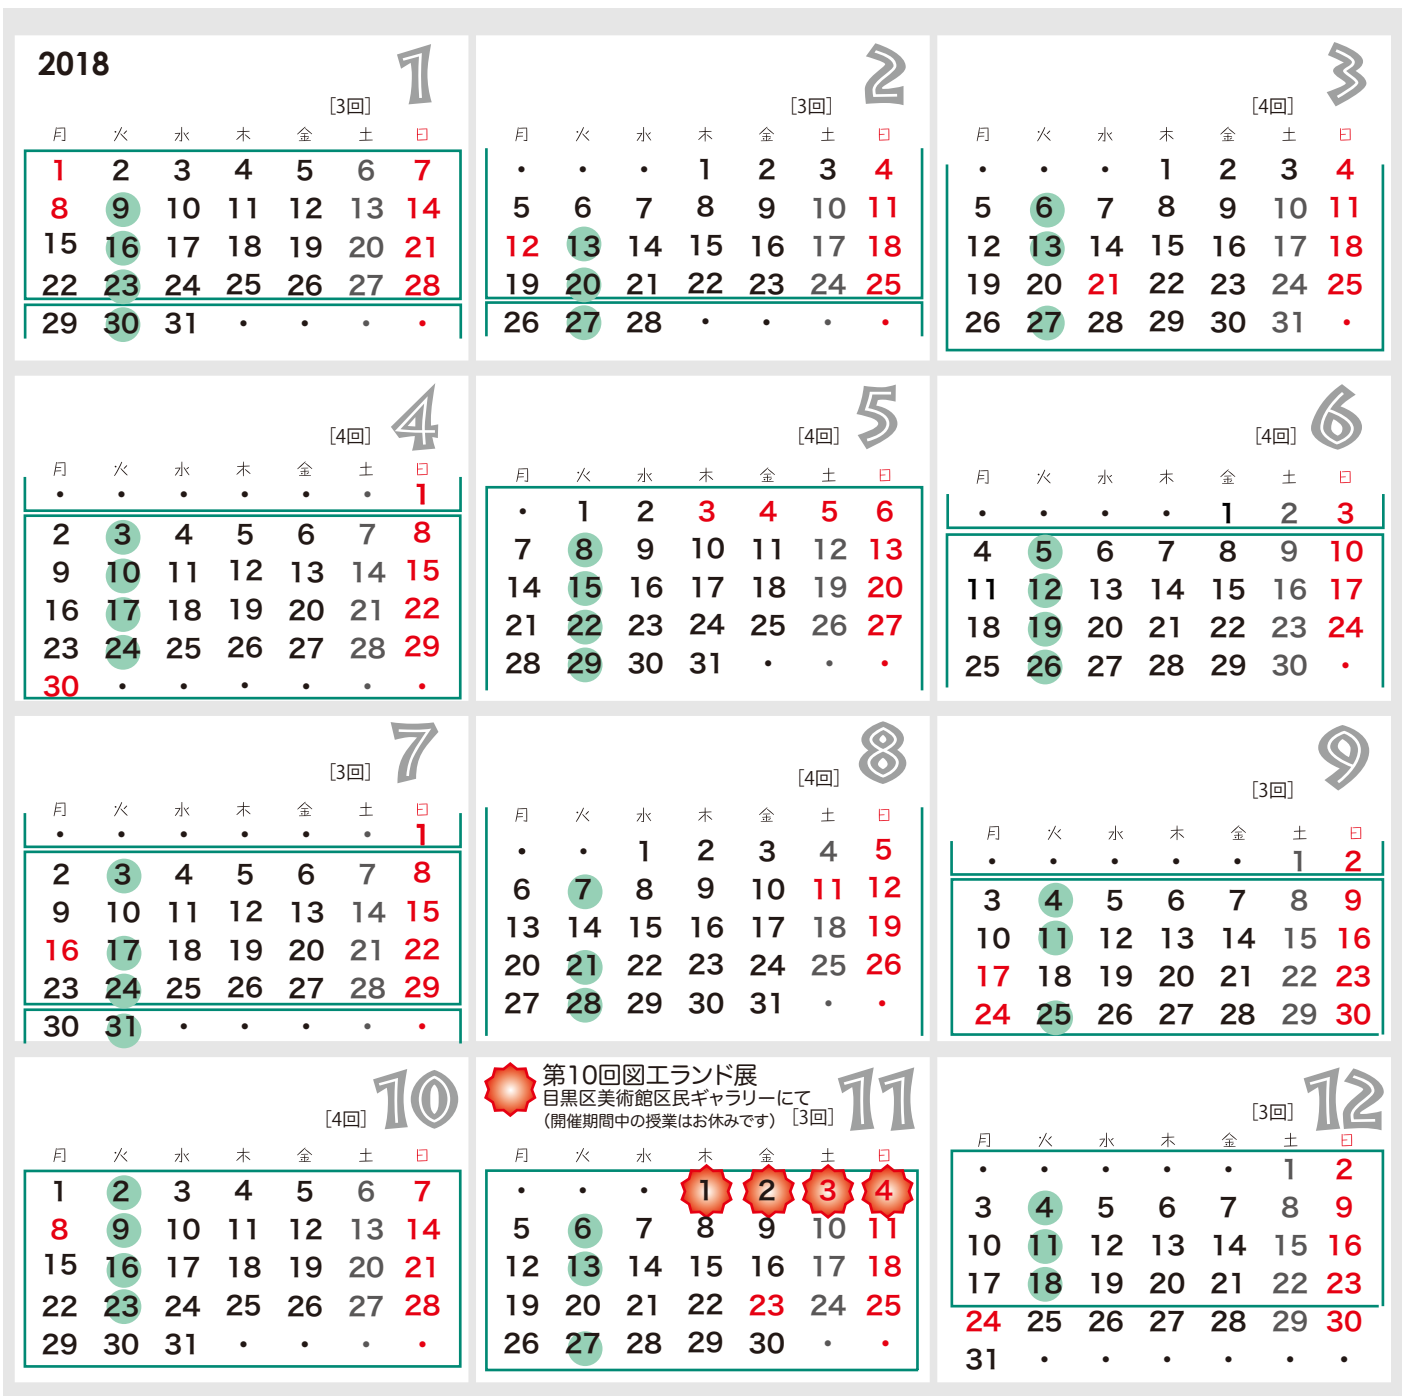 2018
1
[3回]
月 火 水 木 金 土 日
1 2 3 4 5 6 7
8 9 10 11 12 13 14
15 16 17 18 19 20 21
22 23 24 25 26 27 28
29 30 31 • • • •
2
[3回]
月 火 水 木 金 土 日
• • • 1 2 3 4
5 6 7 8 9 10 11
12 13 14 15 16 17 18
19 20 21 22 23 24 25
26 27 28 • • • •
3
[4回]
月 火 水 木 金 土 日
• • • 1 2 3 4
5 6 7 8 9 10 11
12 13 14 15 16 17 18
19 20 21 22 23 24 25
26 27 28 29 30 31 •
4
[4回]
月 火 水 木 金 土 日
• • • • • • 1
2 3 4 5 6 7 8
9 10 11 12 13 14 15
16 17 18 19 20 21 22
23 24 25 26 27 28 29
30 • • • • • •
5
[4回]
月 火 水 木 金 土 日
• 1 2 3 4 5 6
7 8 9 10 11 12 13
14 15 16 17 18 19 20
21 22 23 24 25 26 27
28 29 30 31 • • •
6
[4回]
月 火 水 木 金 土 日
• • • • 1 2 3
4 5 6 7 8 9 10
11 12 13 14 15 16 17
18 19 20 21 22 23 24
25 26 27 28 29 30 •
7
[3回]
月 火 水 木 金 土 日
• • • • • • 1
2 3 4 5 6 7 8
9 10 11 12 13 14 15
16 17 18 19 20 21 22
23 24 25 26 27 28 29
30 31 • • • • •
8
[4回]
月 火 水 木 金 土 日
• • 1 2 3 4 5
6 7 8 9 10 11 12
13 14 15 16 17 18 19
20 21 22 23 24 25 26
27 28 29 30 31 • •
9
[3回]
月 火 水 木 金 土 日
• • • • • 1 2
3 4 5 6 7 8 9
10 11 12 13 14 15 16
17 18 19 20 21 22 23
24 25 26 27 28 29 30
10
[4回]
月 火 水 木 金 土 日
1 2 3 4 5 6 7
8 9 10 11 12 13 14
15 16 17 18 19 20 21
22 23 24 25 26 27 28
29 30 31 • • • •
第10回図工ランド展
目黒区美術館区民ギャラリーにて
(開催期間中の授業はお休みです)
[3回]
11
月 火 水 木 金 土 日
• • • 1 2 3 4
5 6 7 8 9 10 11
12 13 14 15 16 17 18
19 20 21 22 23 24 25
26 27 28 29 30 • •
12
[3回]
月 火 水 木 金 土 日
• • • • • 1 2
3 4 5 6 7 8 9
10 11 12 13 14 15 16
17 18 19 20 21 22 23
24 25 26 27 28 29 30
31 • • • • • •